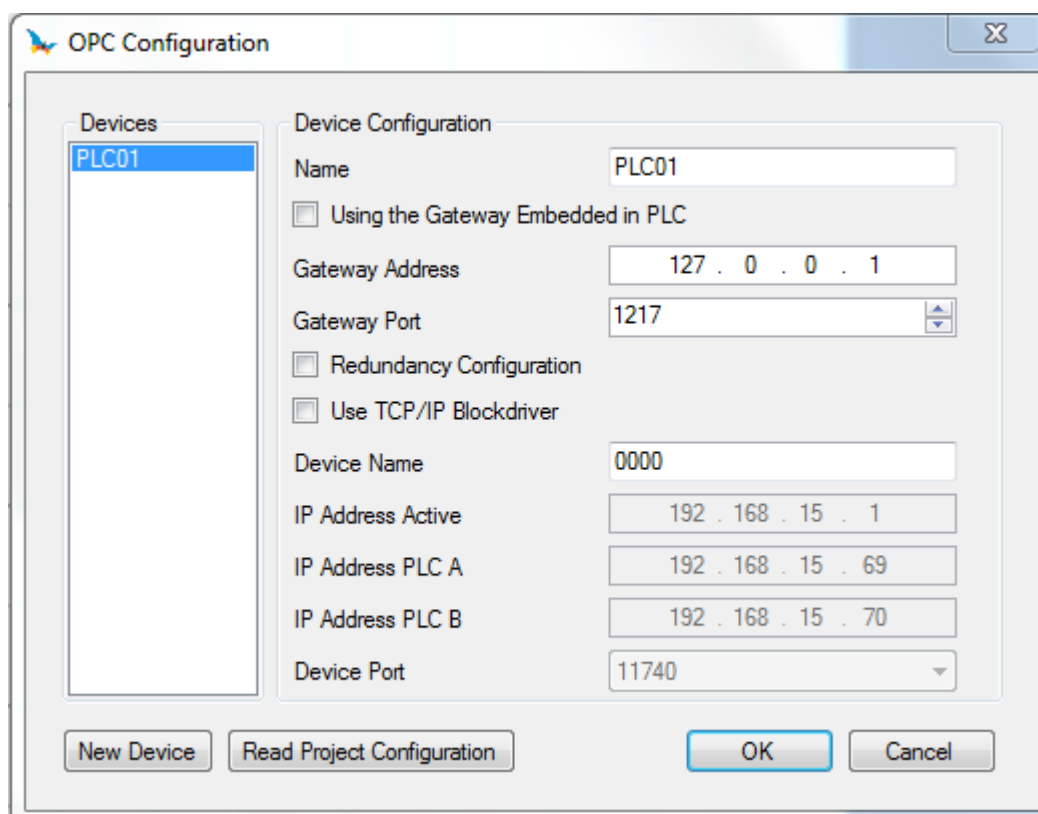 OPC Configuration
Devices
PLC01
Device Configuration
Name PLC01
Using the Gateway Embedded in PLC
Gateway Address 127 . 0 . 0 . 1
Gateway Port 1217
Redundancy Configuration
Use TCP/IP Blockdriver
Device Name 0000
IP Address Active 192 . 168 . 15 . 1
IP Address PLC A 192 . 168 . 15 . 69
IP Address PLC B 192 . 168 . 15 . 70
Device Port 11740
New Device Read Project Configuration OK Cancel